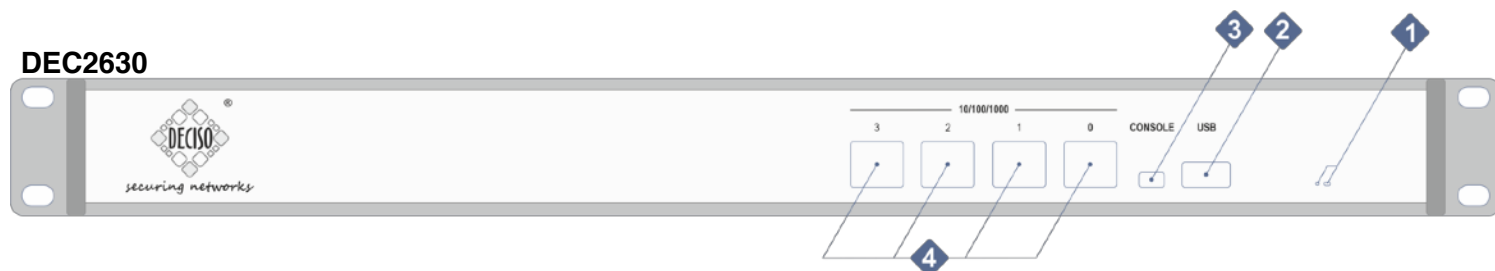 3 2 1
DEC2630
®
DECISO
securing networks
10/100/1000
3 2 1 0 CONSOLE USB
4